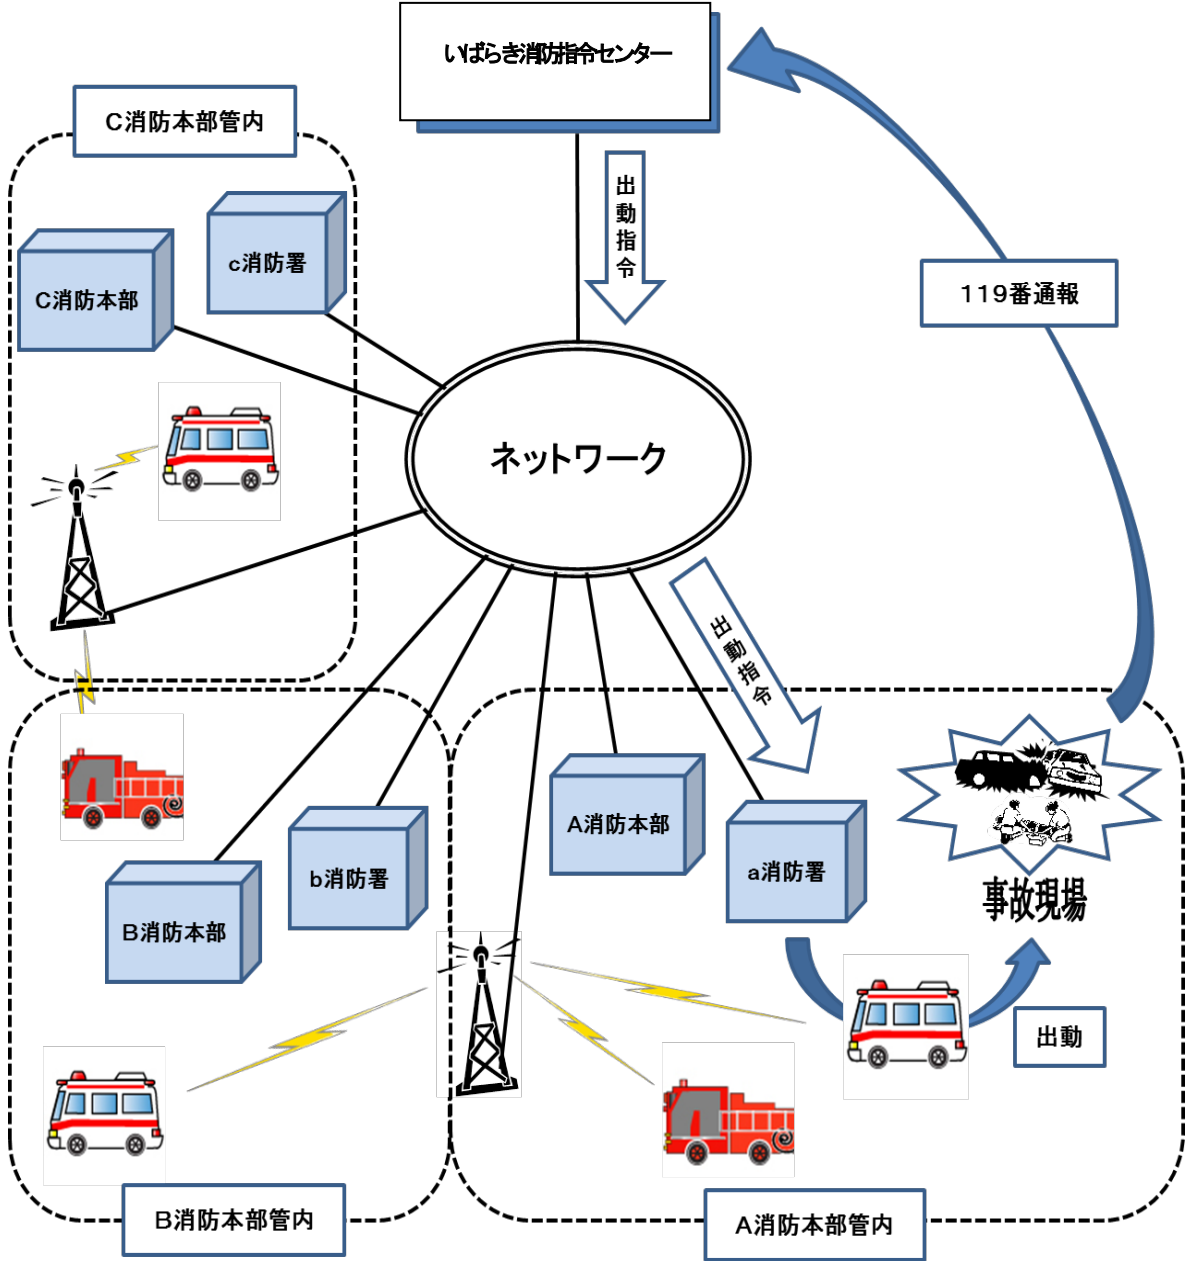 いばらき消防指令センター
C消防本部管内
出動指令
c消防署
C消防本部
119番通報
ネットワーク
出動指令
A消防本部
a消防署
b消防署
B消防本部
事故現場
出動
B消防本部管内
A消防本部管内